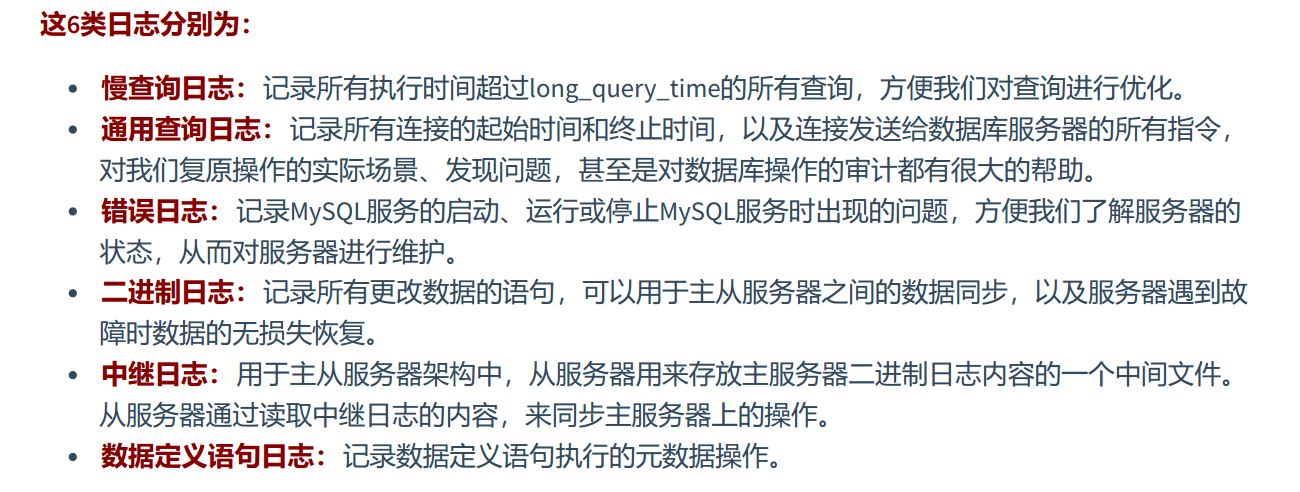 这6类日志分别为：
• 慢查询日志：记录所有执行时间超过long_query_time的所有查询，方便我们对查询进行优化。
• 通用查询日志：记录所有连接的起始时间和终止时间，以及连接发送给数据库服务器的所有指令，
对我们复原操作的实际场景、发现问题，甚至是对数据库操作的审计都有很大的帮助。
• 错误日志：记录MySQL服务的启动、运行或停止MySQL服务时出现的问题，方便我们了解服务器的
状态，从而对服务器进行维护。
• 二进制日志：记录所有更改数据的语句，可以用于主从服务器之间的数据同步，以及服务器遇到故
障时数据的无损失恢复。
• 中继日志：用于主从服务器架构中，从服务器用来存放主服务器二进制日志内容的一个中间文件。
从服务器通过读取中继日志的内容，来同步主服务器上的操作。
• 数据定义语句日志：记录数据定义语句执行的元数据操作。